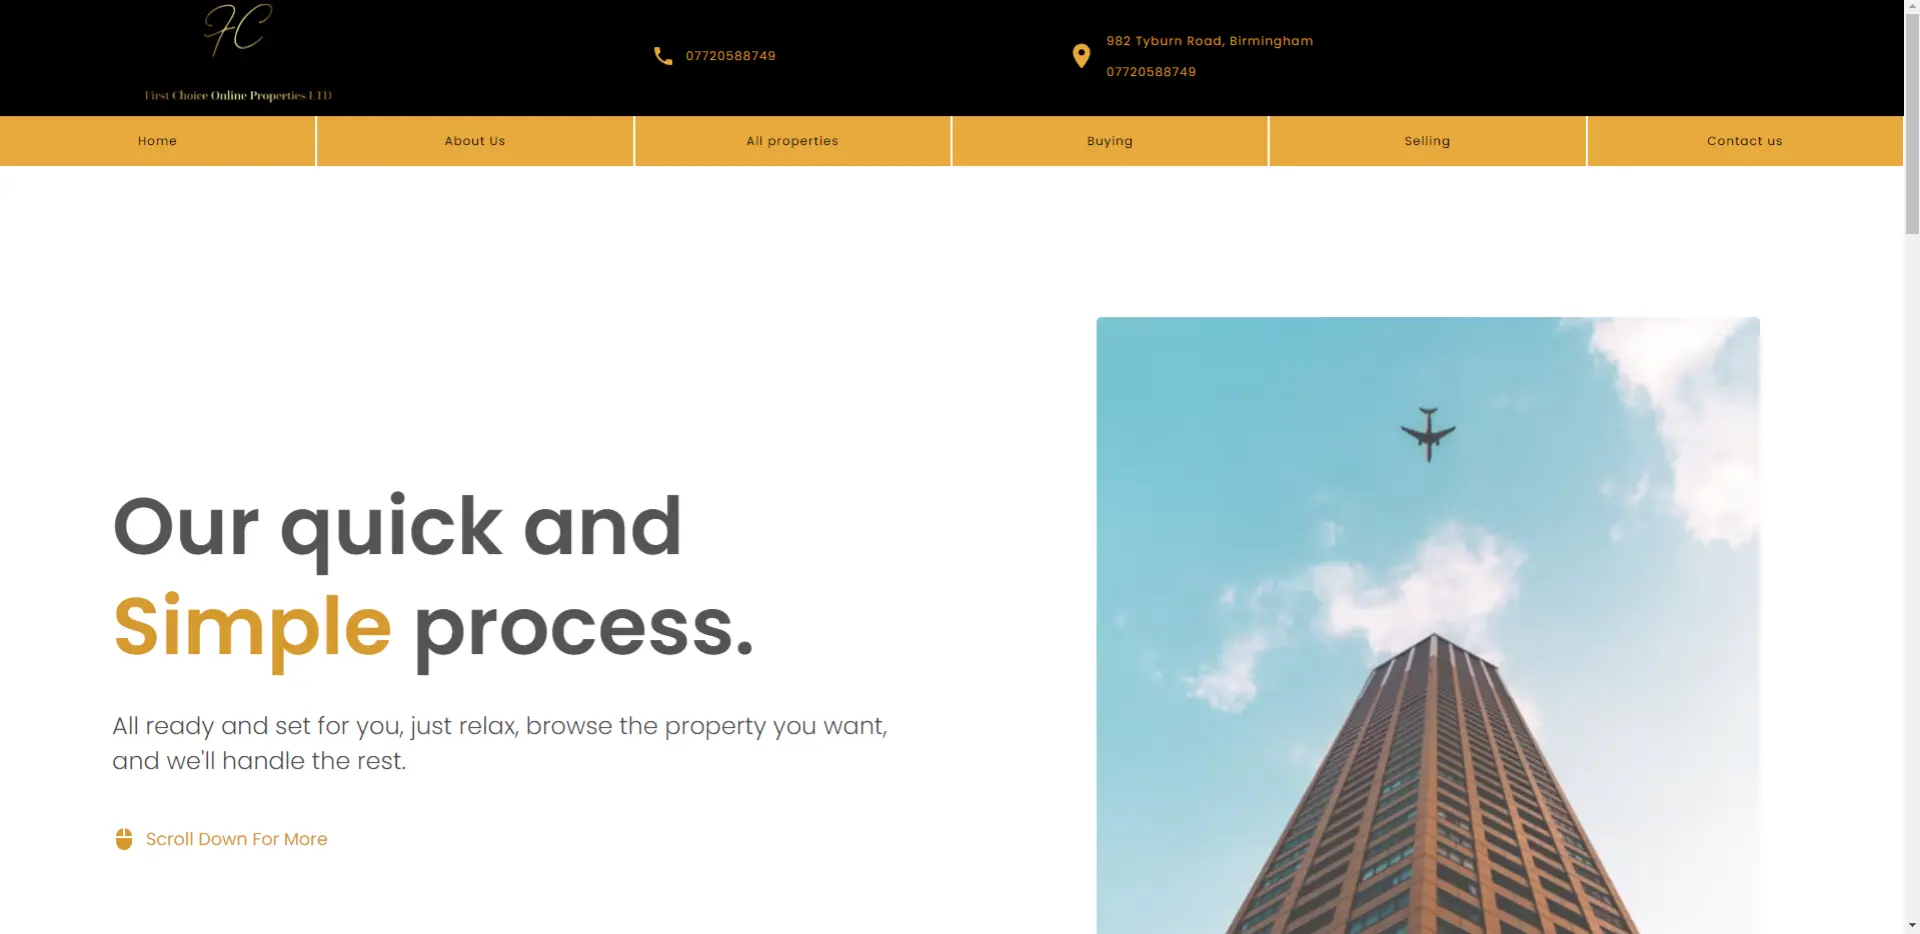 FC
First Choice Online Properties LTD
07720588749
982 Tyburn Road, Birmingham
07720588749
Home
About Us
All properties
Buying
Selling
Contact us
Our quick and
Simple process.
All ready and set for you, just relax, browse the property you want,
and we'll handle the rest.
Scroll Down For More